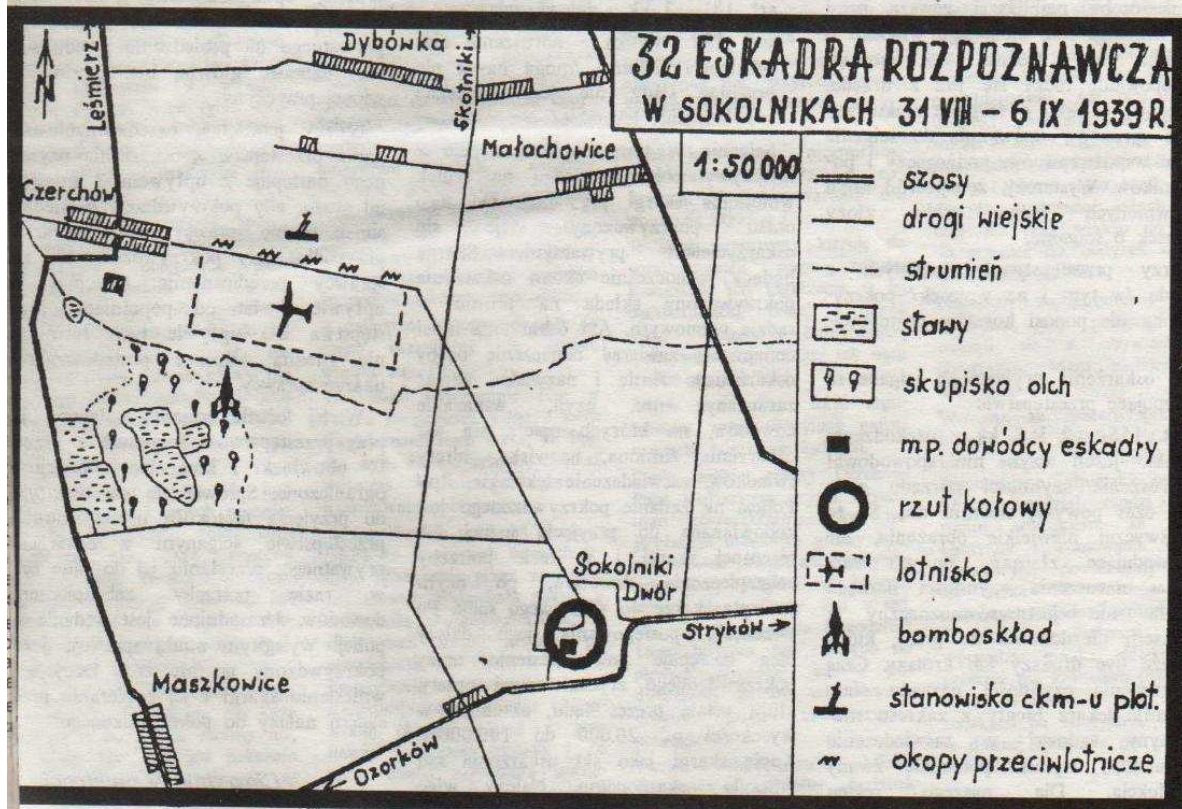 32 ESKADRA ROZPOZNAWCZA
W SOKOLNIKACH 31 VIII – 6 IX 1939 R.
1:50 000
szosy
drogi wiejskie
strumień
stawy
skupisko olch
mp. dowódcy eskadry
rzut kołowy
lotnisko
bomboskład
stanowisko ckm-u plot.
okopy przeciwlotnicze
N
Leśmierz
Dybówka
Skotniki
Małachowice
Czerchów
Sokolniki
Dwór
Stryków
Maszkowice
Ozorków